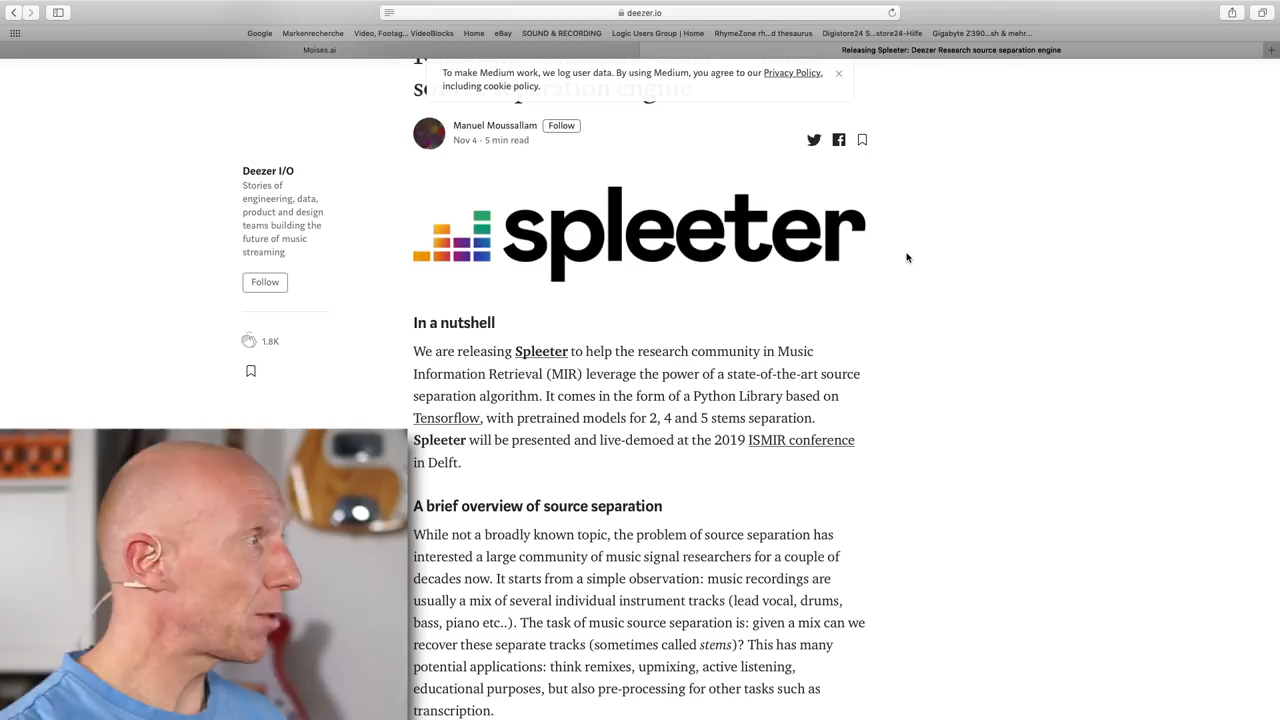 deezer.io
Google Markenrecherche Video, Footag... VideoBlocks Home eBay SOUND & RECORDING Logic Users Group | Home RhymeZone rh...d thesaurus Digistore24 S...store24-Hilfe Gigabyte Z390...sh & mehr...
Moises.ai Releasing Spleeter: Deezer Research source separation engine
To make Medium work, we log user data. By using Medium, you agree to our Privacy Policy,
including cookie policy.
engine
Manuel Moussallam Follow
Nov 4 · 5 min read
Deezer I/O
Stories of
engineering, data,
product and design
teams building the
future of music
streaming
Follow
1.8K
spleeter
In a nutshell
We are releasing Spleeter to help the research community in Music
Information Retrieval (MIR) leverage the power of a state-of-the-art source
separation algorithm. It comes in the form of a Python Library based on
Tensorflow, with pretrained models for 2, 4 and 5 stems separation.
Spleeter will be presented and live-demoed at the 2019 ISMIR conference
in Delft.
A brief overview of source separation
While not a broadly known topic, the problem of source separation has
interested a large community of music signal researchers for a couple of
decades now. It starts from a simple observation: music recordings are
usually a mix of several individual instrument tracks (lead vocal, drums,
bass, piano etc..). The task of music source separation is: given a mix can we
recover these separate tracks (sometimes called stems)? This has many
potential applications: think remixes, upmixing, active listening,
educational purposes, but also pre-processing for other tasks such as
transcription.